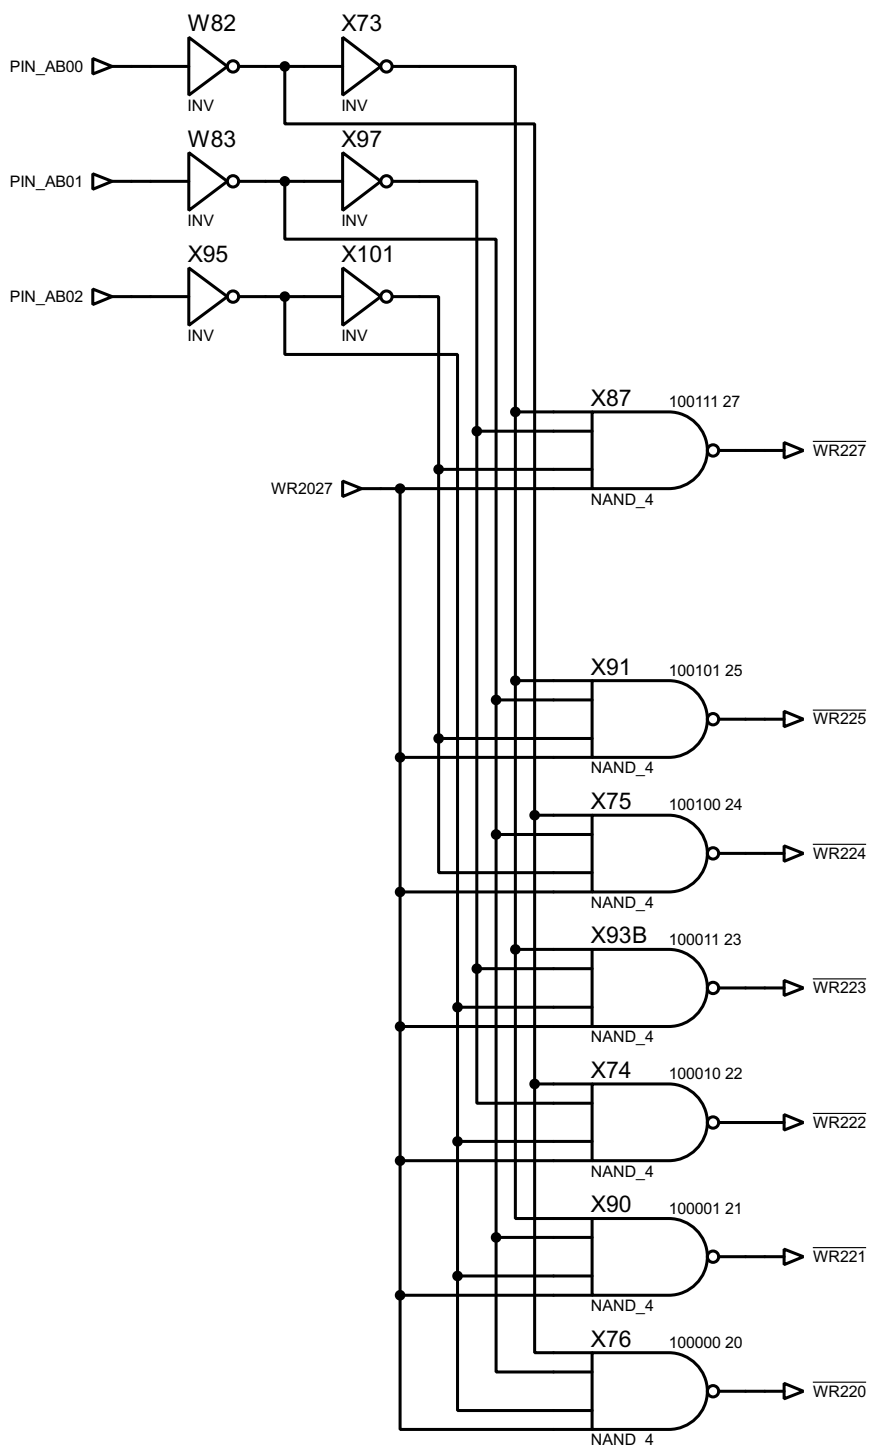 W82 X73
PIN_AB00
INV INV
W83 X97
PIN_AB01
INV INV
X95 X101
PIN_AB02
INV INV
X87 100111 27
WR227
WR2027
NAND_4
X91 100101 25
WR225
NAND_4
X75 100100 24
WR224
NAND_4
X93B 100011 23
WR223
NAND_4
X74 100010 22
WR222
NAND_4
X90 100001 21
WR221
NAND_4
X76 100000 20
WR220
NAND_4